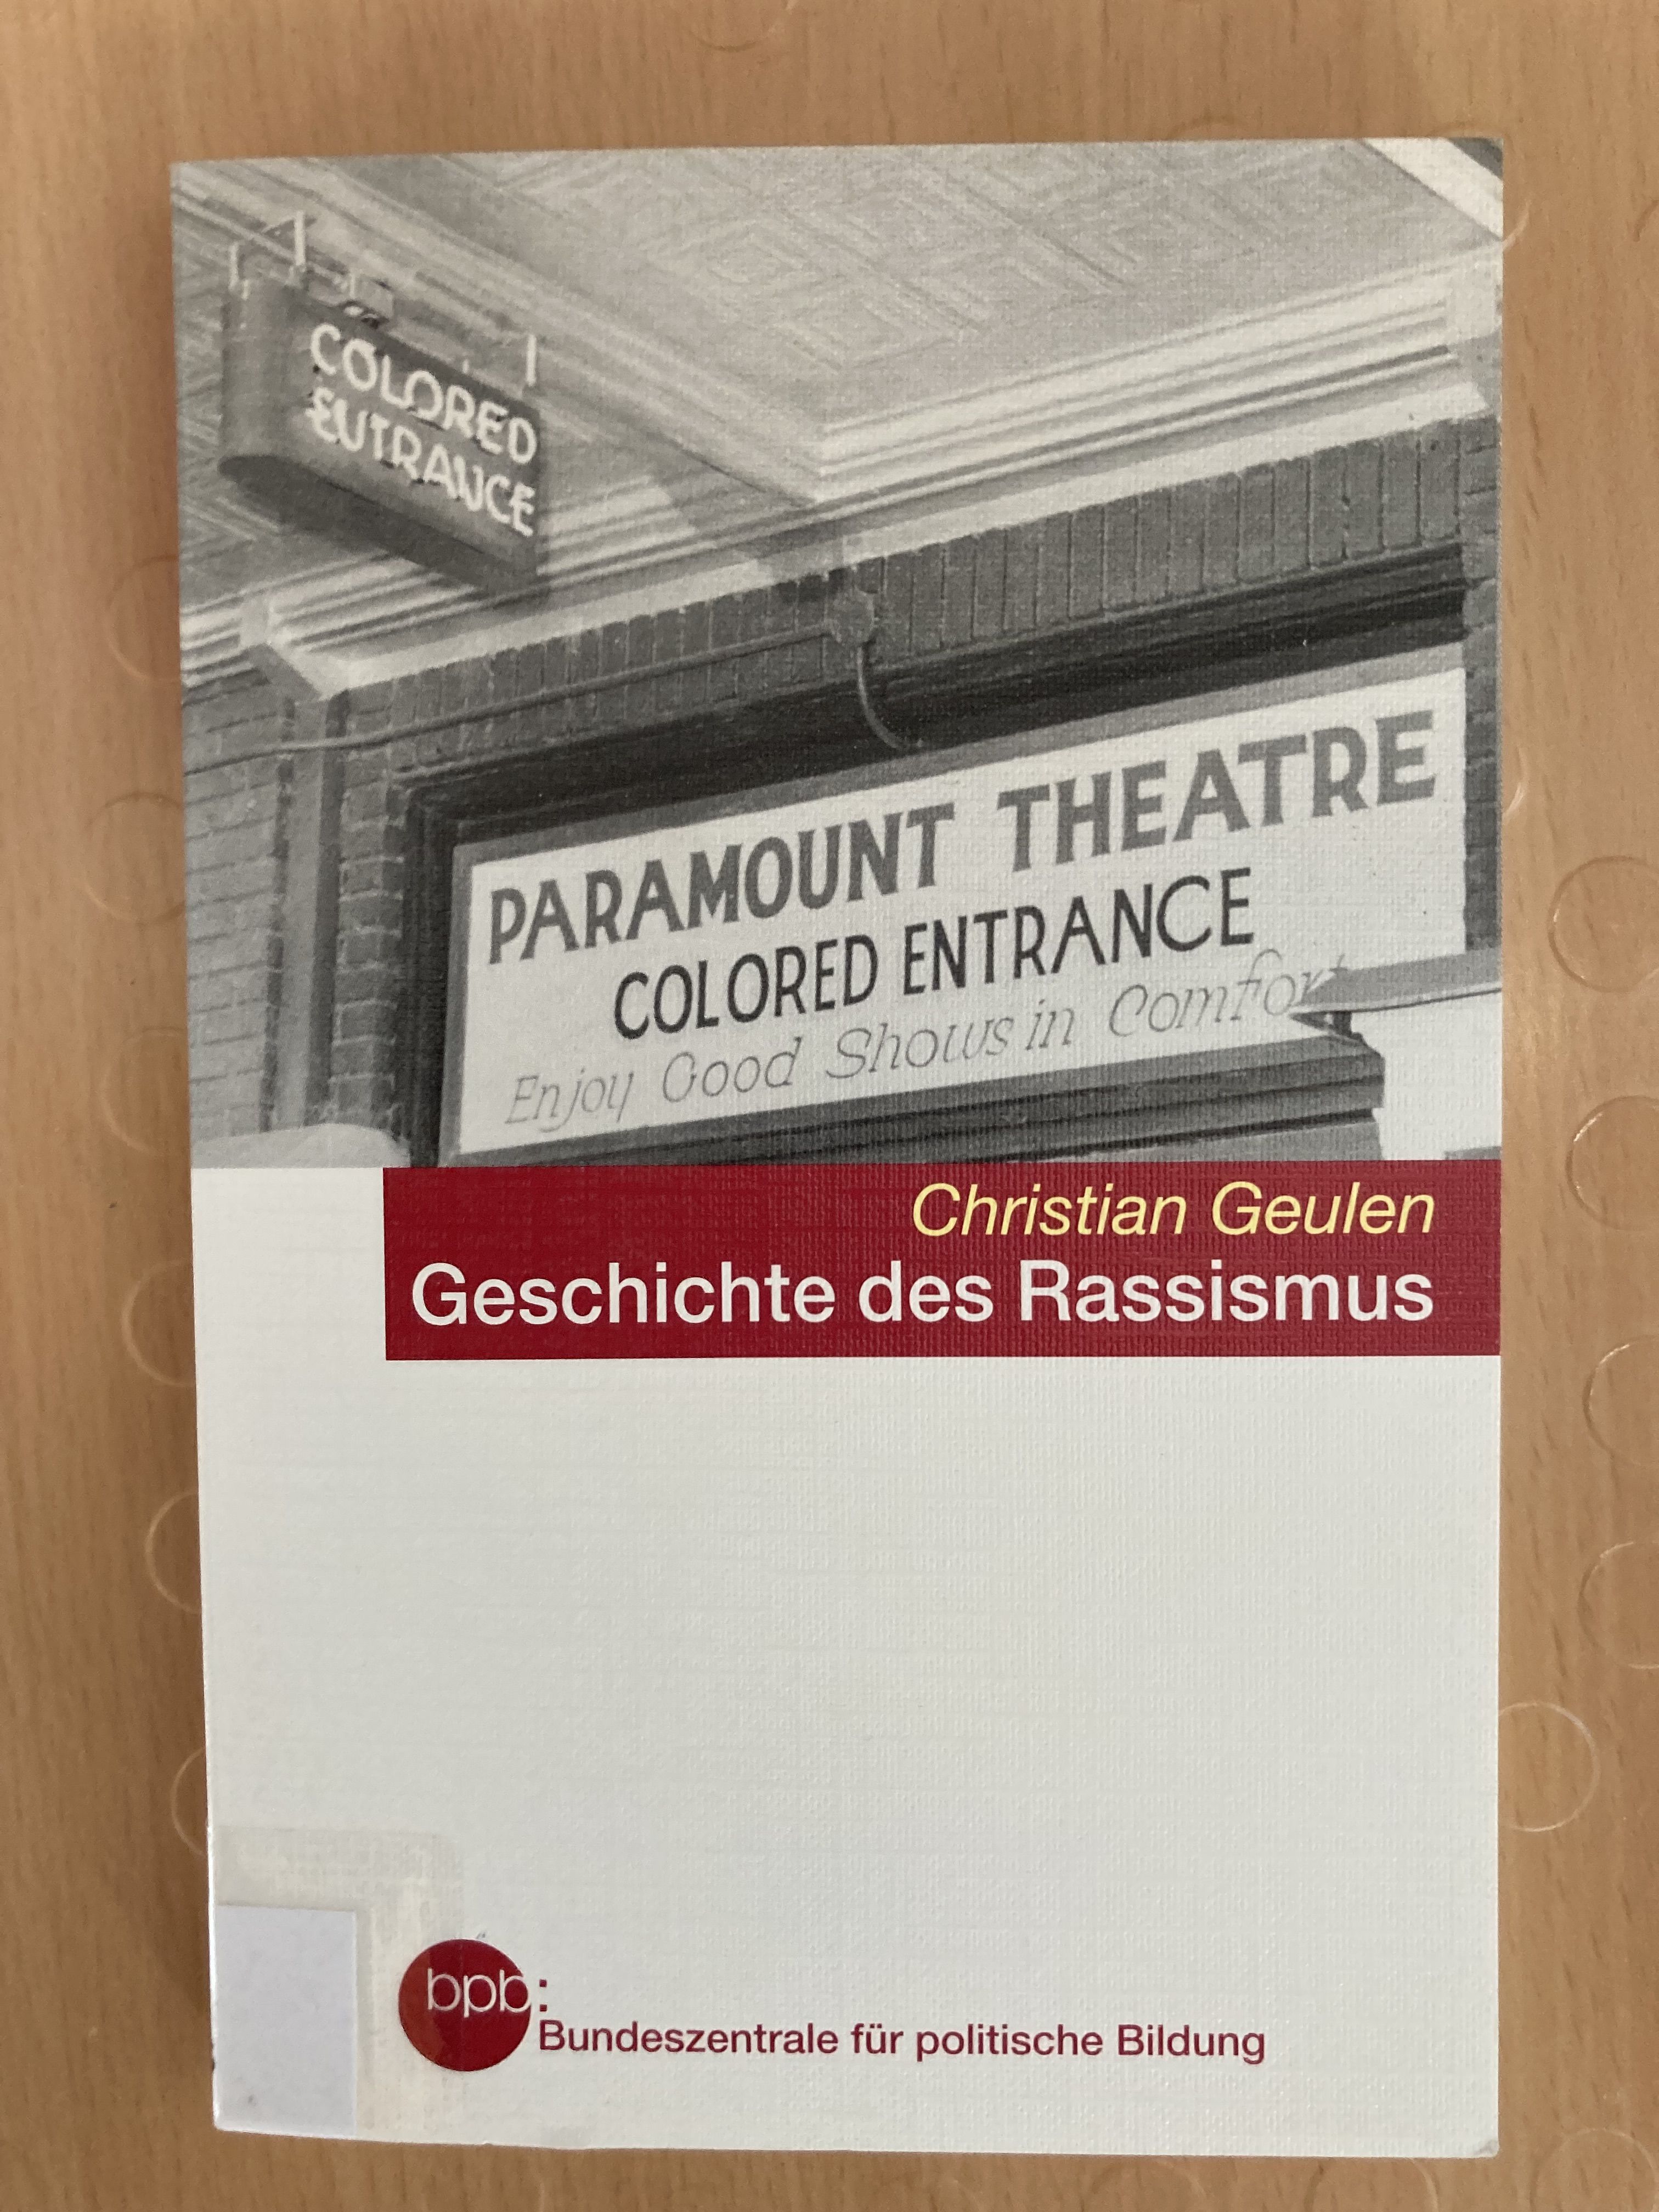 COLORED
ENTRANCE
PARAMOUNT THEATRE
COLORED ENTRANCE
Enjoy Good Shows in Comfort
Christian Geulen
Geschichte des Rassismus
bpb:
Bundeszentrale für politische Bildung